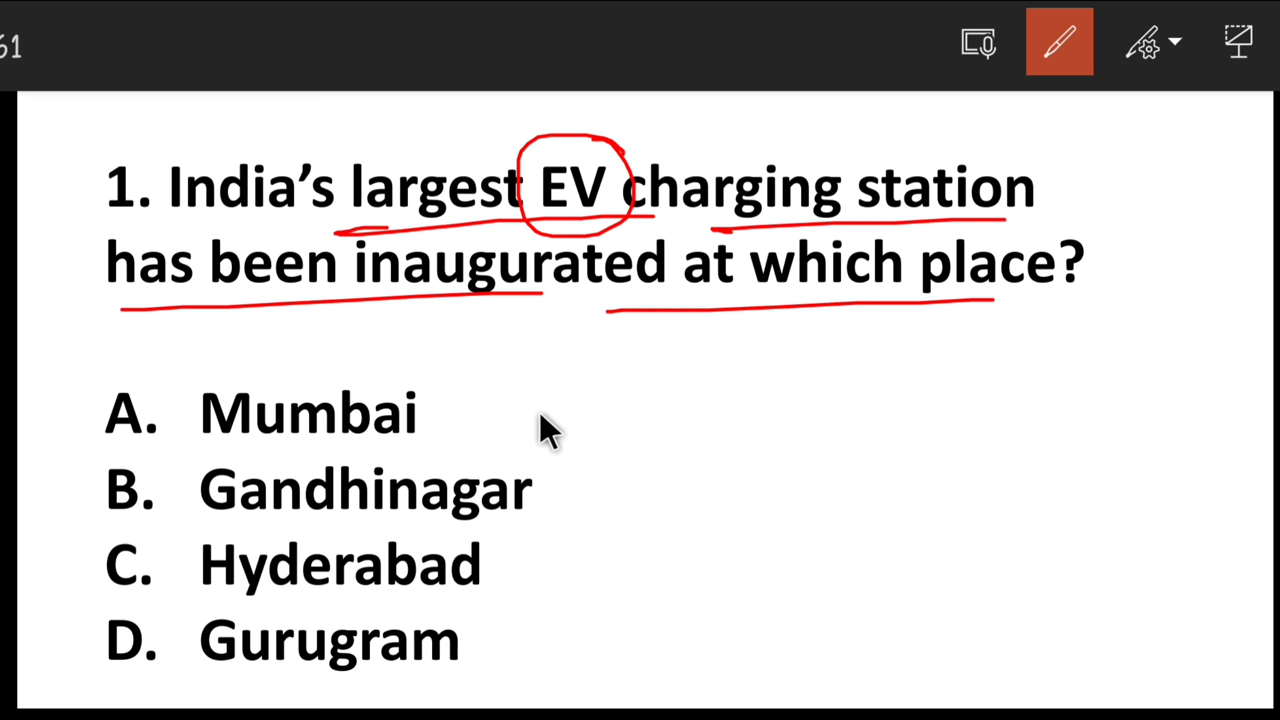 1. India’s largest EV charging station
has been inaugurated at which place?
A. Mumbai
B. Gandhinagar
C. Hyderabad
D. Gurugram